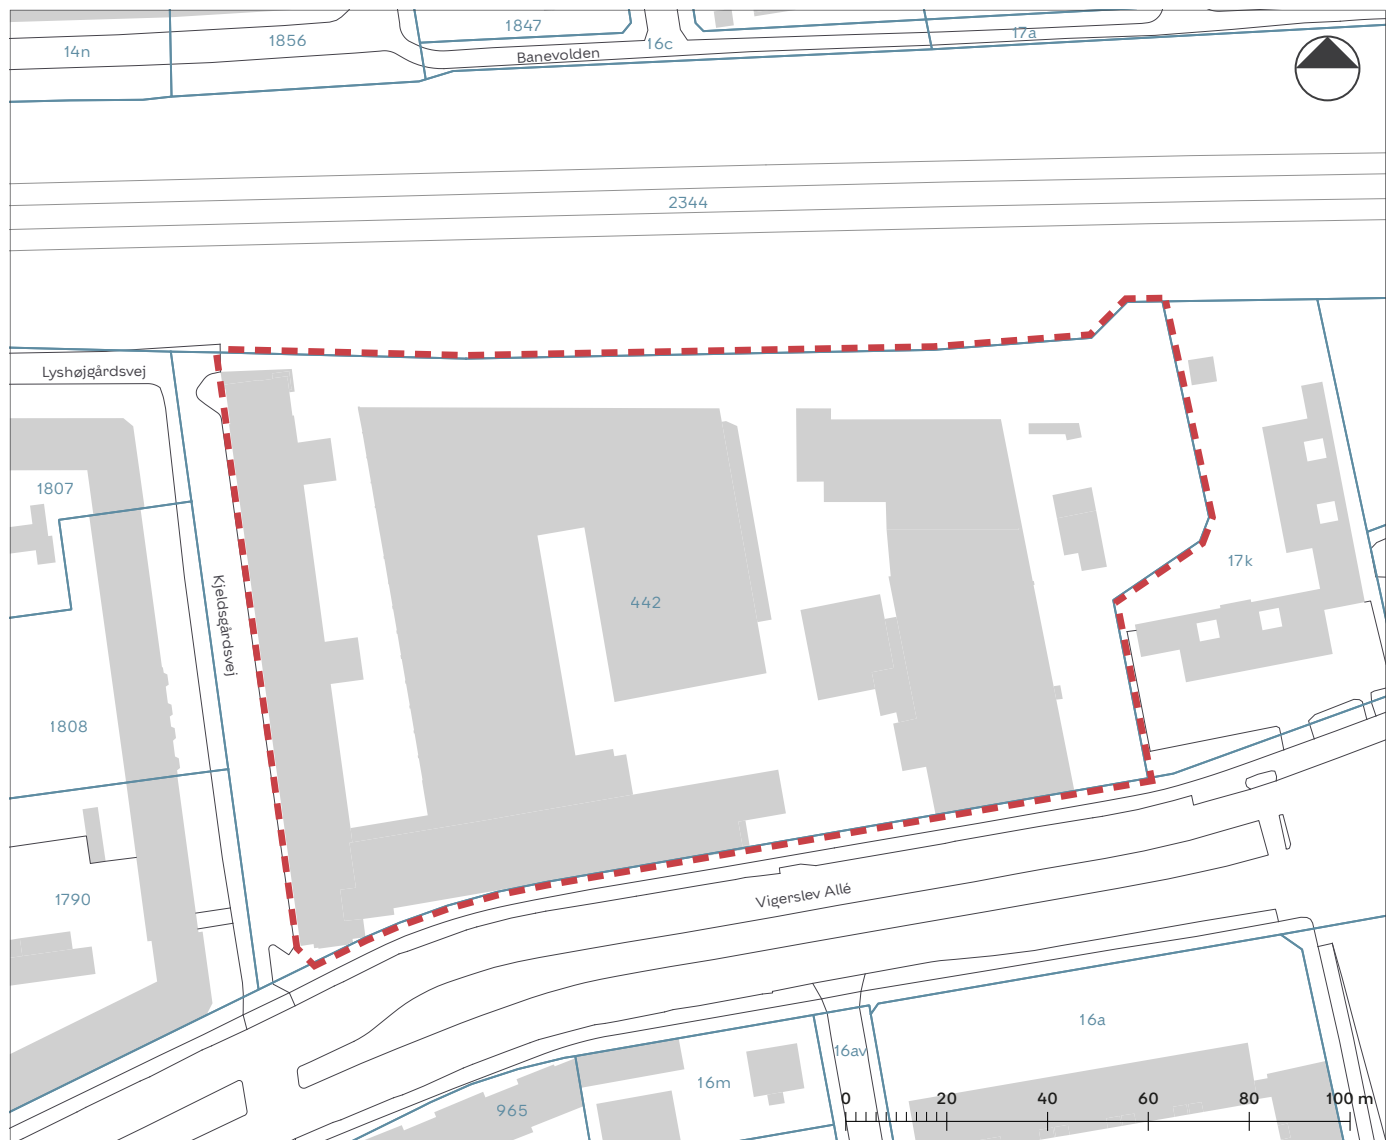 1847
17a
1856
16c
14n
Banevolden
2344
Lyshøjgårdsvej
1807
17k
Kjeldsgårdsvej
442
1808
Vigerslev Allé
1790
16a
16av
16m
965
0 20 40 60 80 100 m